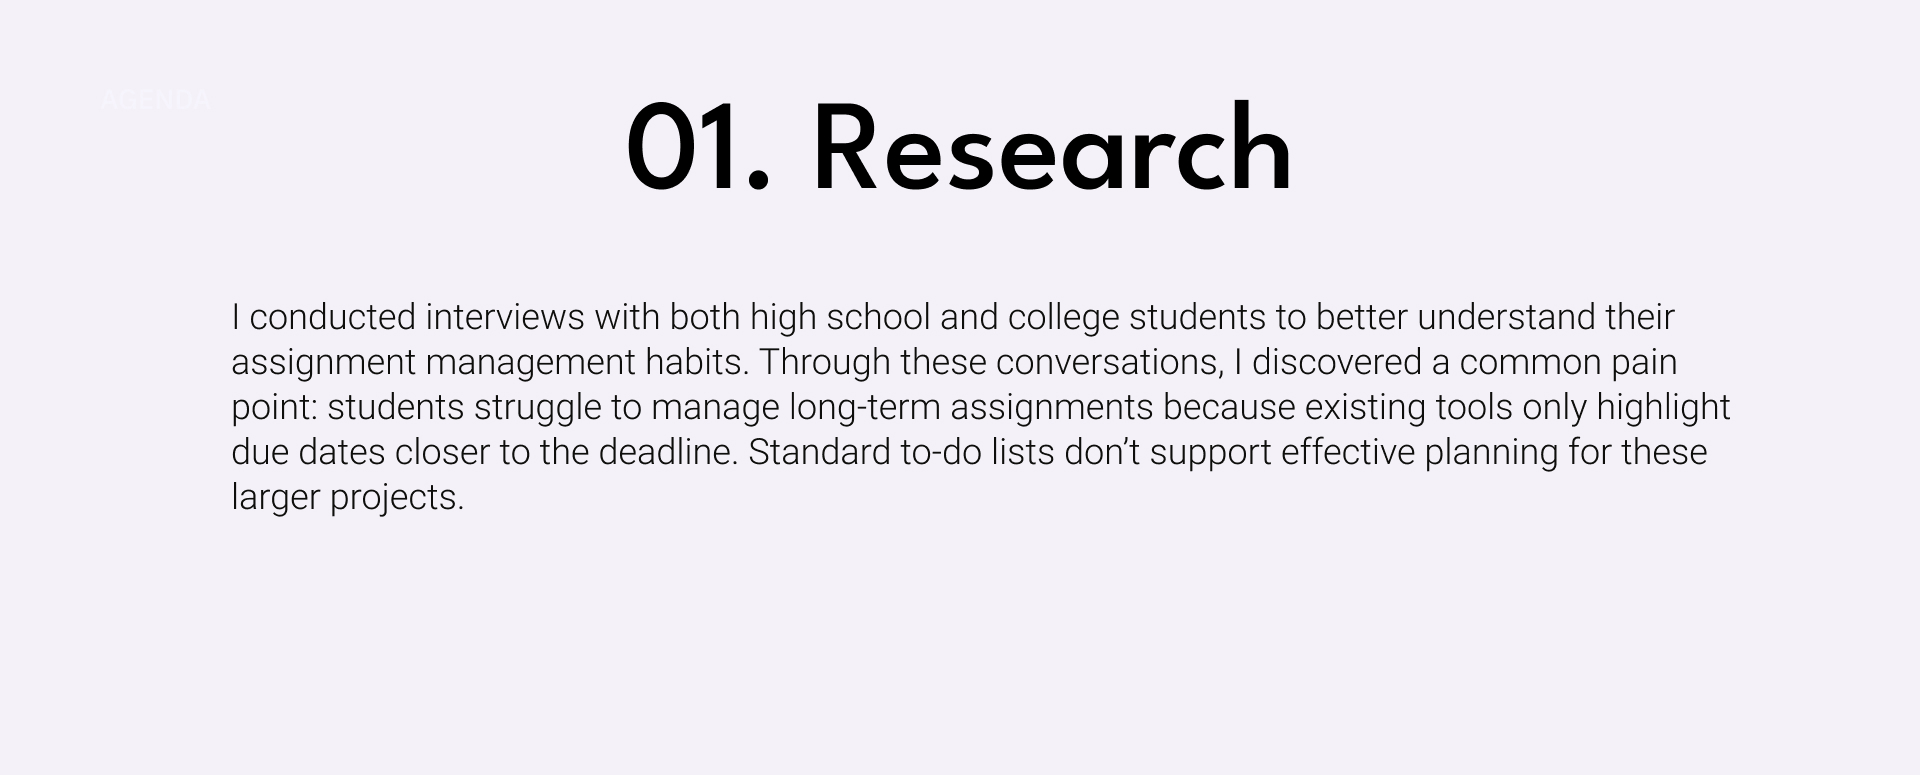 AGENDA
01. Research
I conducted interviews with both high school and college students to better understand their
assignment management habits. Through these conversations, I discovered a common pain
point: students struggle to manage long-term assignments because existing tools only highlight
due dates closer to the deadline. Standard to-do lists don’t support effective planning for these
larger projects.